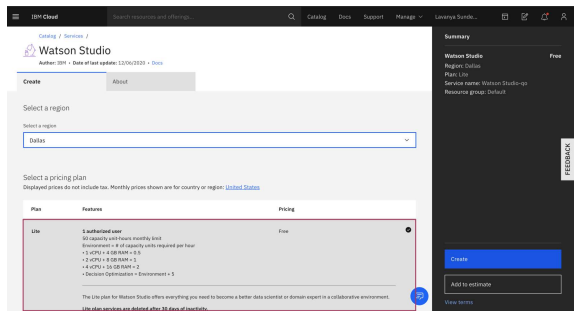 IBM Cloud
Search resources and offerings...
Catalog
Docs
Support
Manage
Lavanya Sunde...
Catalog / Services /
Watson Studio
Author: IBM • Date of last update: 12/06/2020 • Docs
Create
About
Select a region
Select a region
Dallas
Select a pricing plan
Displayed prices do not include tax. Monthly prices shown are for country or region: United States
Plan
Features
Pricing
Lite
1 authorized user
Free
50 capacity unit-hours monthly limit
Environment = # of capacity units required per hour
• 1 vCPU + 4 GB RAM = 0.5
• 2 vCPU + 8 GB RAM = 1
• 4 vCPU + 16 GB RAM = 2
• Decision Optimization = Environment + 5
The Lite plan for Watson Studio offers everything you need to become a better data scientist or domain expert in a collaborative environment.
Lite plan services are deleted after 30 days of inactivity.
Summary
Watson Studio
Free
Region: Dallas
Plan: Lite
Service name: Watson Studio-qo
Resource group: Default
FEEDBACK
Create
Add to estimate
View terms